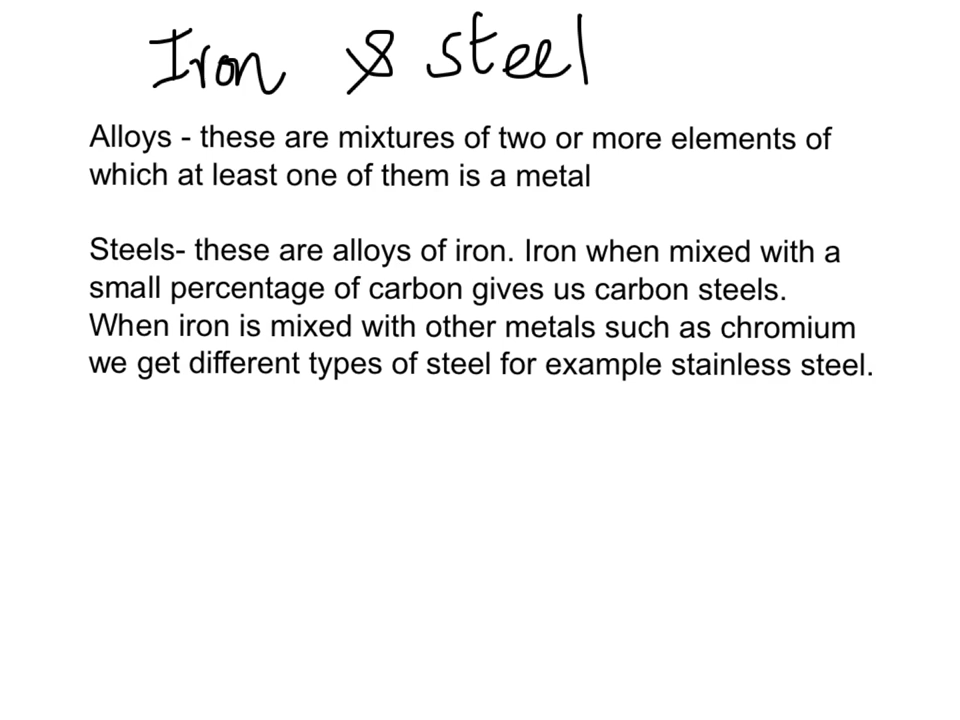 Iron & steel
Alloys - these are mixtures of two or more elements of
which at least one of them is a metal
Steels- these are alloys of iron. Iron when mixed with a
small percentage of carbon gives us carbon steels.
When iron is mixed with other metals such as chromium
we get different types of steel for example stainless steel.